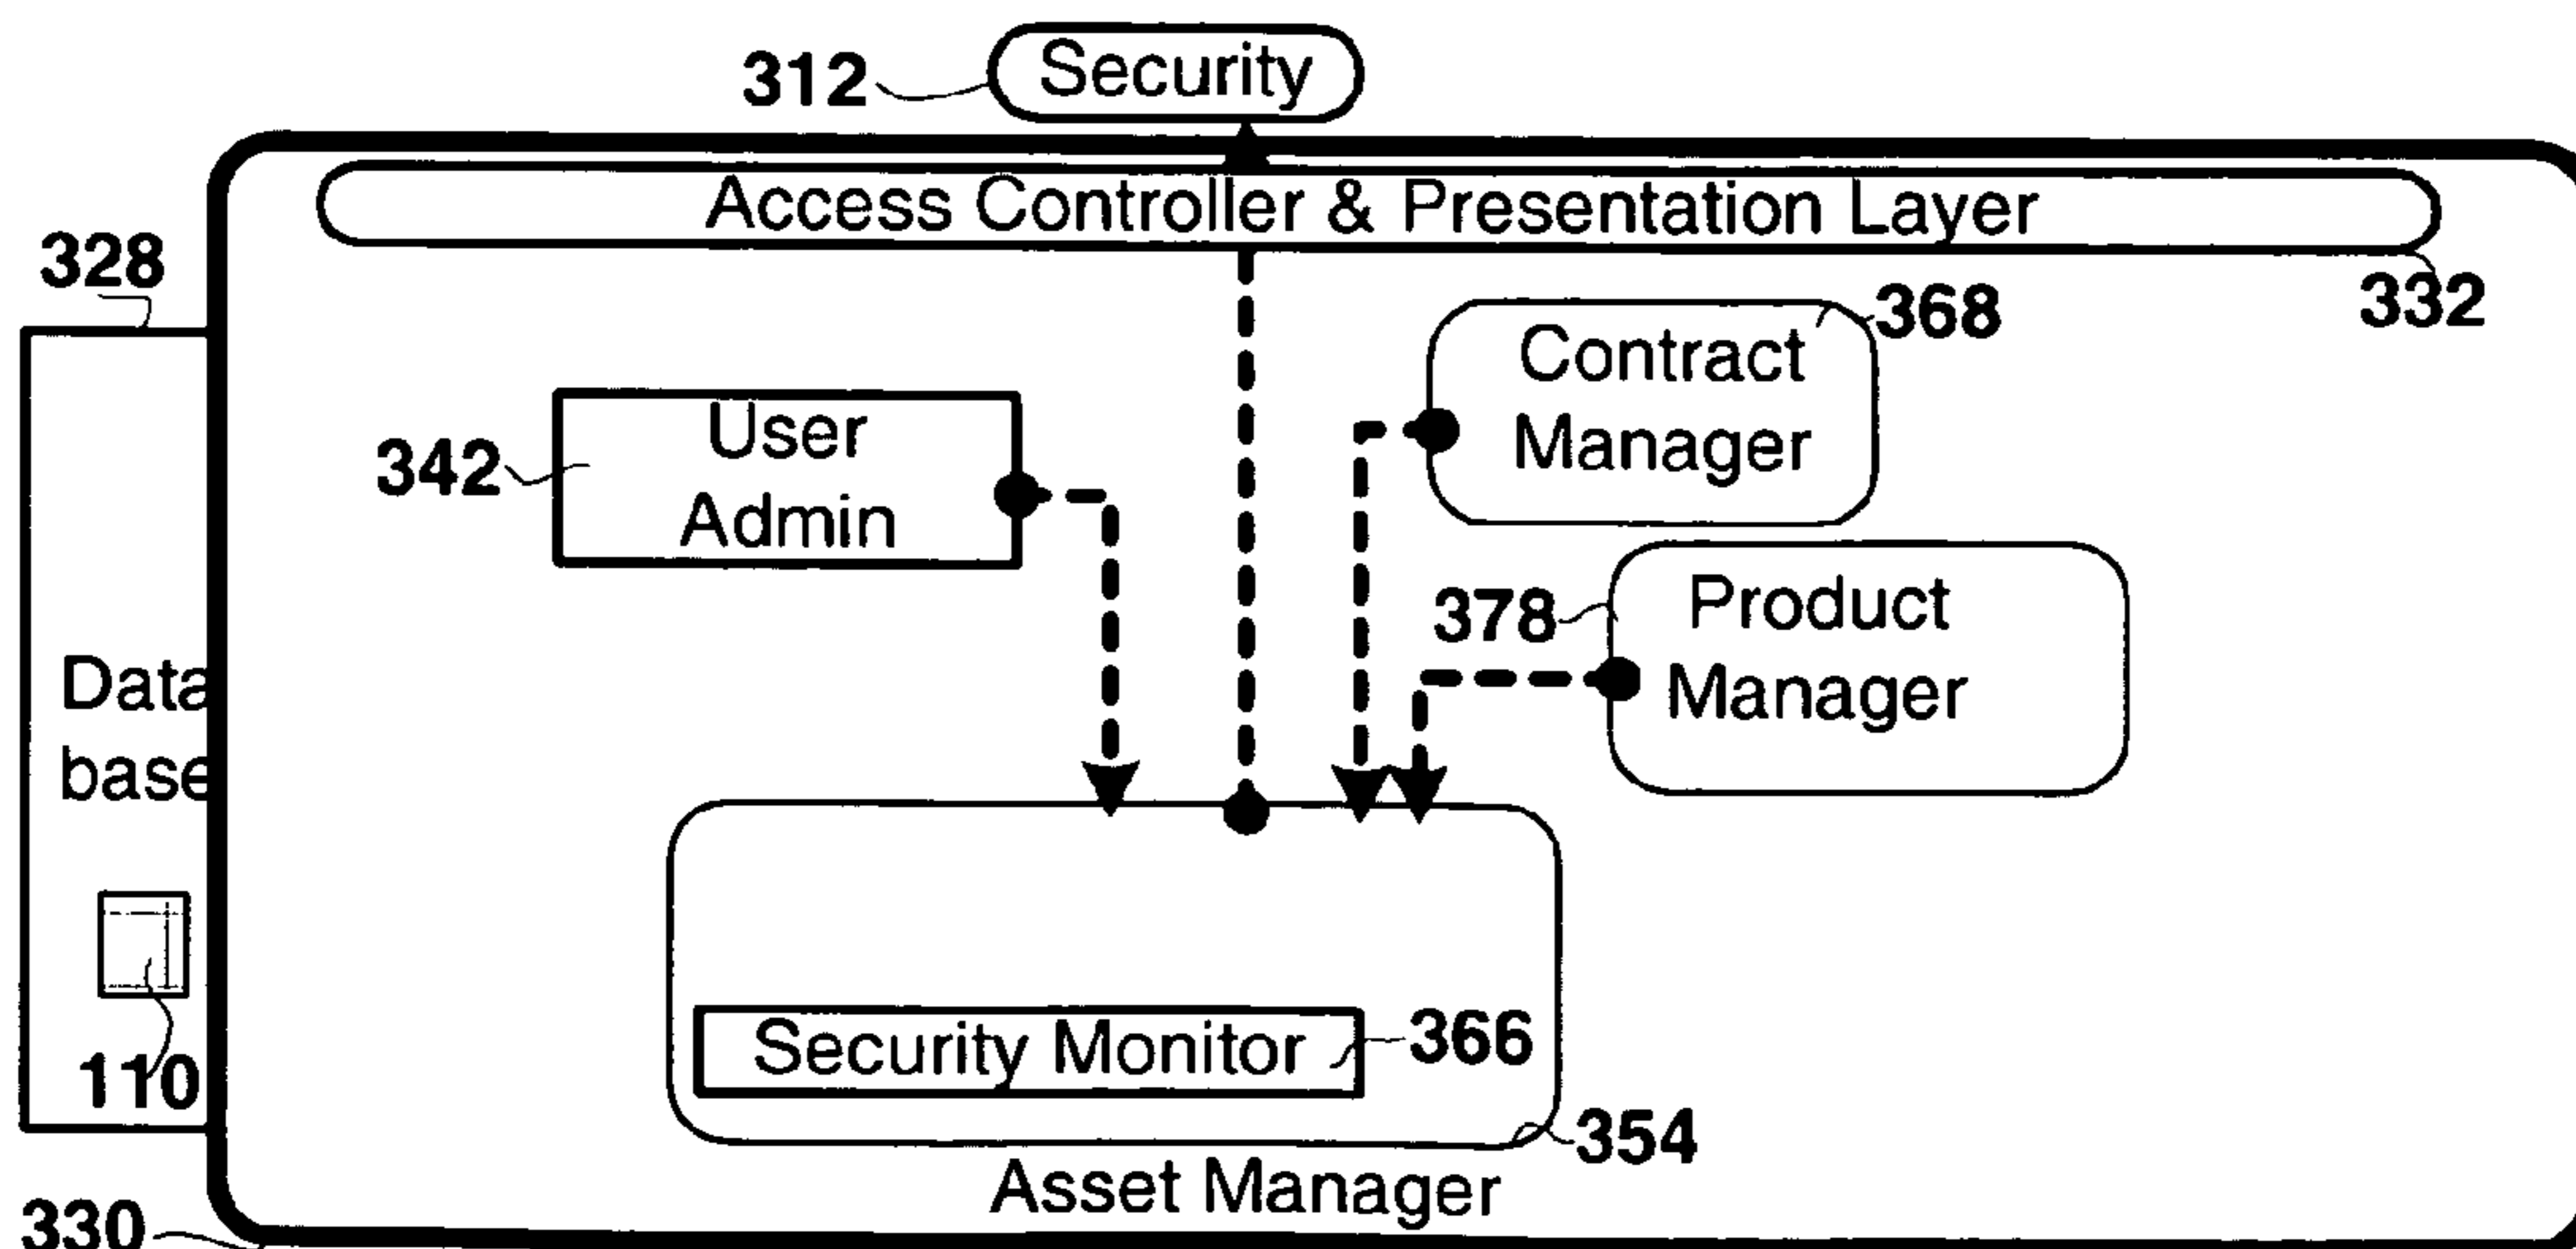 312
Security
Access Controller & Presentation Layer
328
332
368
Contract
Manager
User
Admin
342
378
Product
Manager
Data
base
110
Security Monitor
366
354
Asset Manager
330